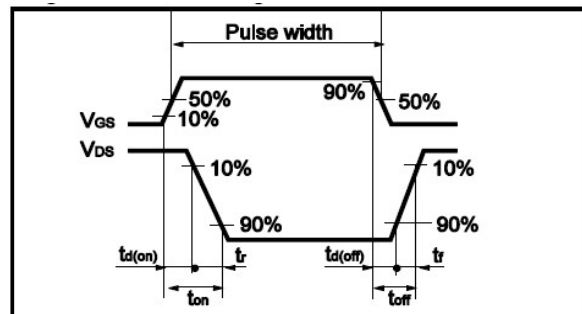 Pulse width
50%
90%
50%
10%
VGS
VDS
10%
10%
90%
90%
td(on)
tr
td(off)
tf
ton
toff